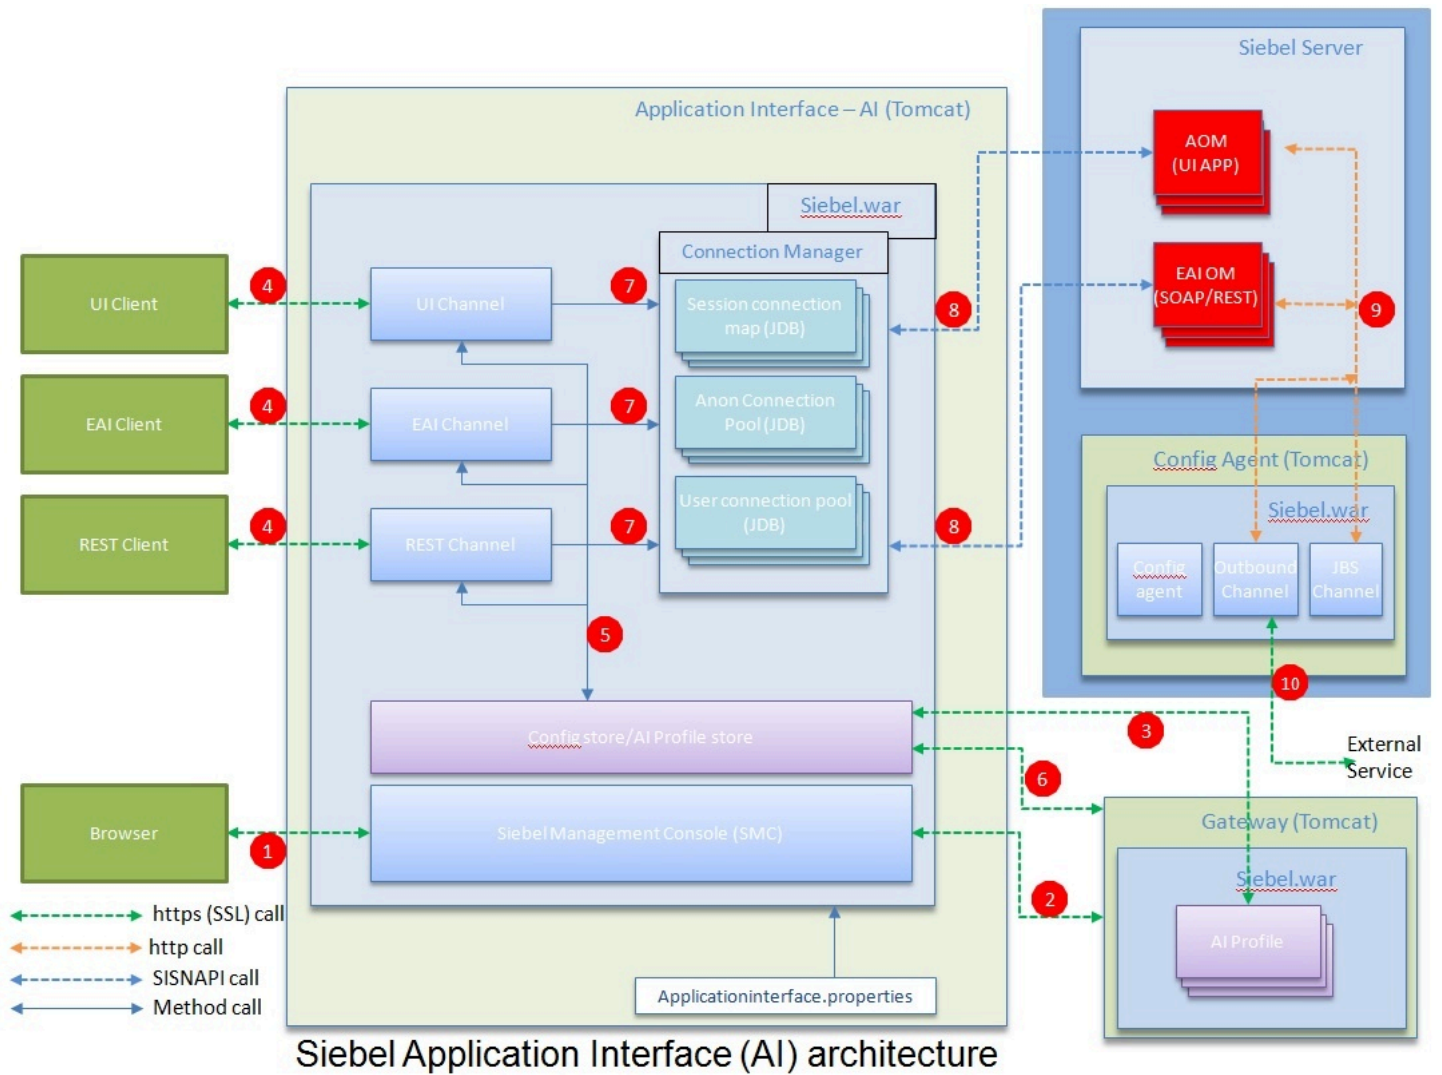 Siebel Server
Application Interface – AI (Tomcat)
AOM
(UI APP)
Siebel.war
Connection Manager
EAI OM
(SOAP/REST)
UI Client
4
UI Channel
7
Session connection
map (JDB)
8
9
EAI Client
4
EAI Channel
7
Anon Connection
Pool (JDB)
Config Agent (Tomcat)
Siebel.war
REST Client
4
REST Channel
7
User connection pool
(JDB)
8
Config
agent
Outbound
Channel
JBS
Channel
5
10
Config store/AI Profile store
3
External
Service
6
Browser
1
Siebel Management Console (SMC)
2
Gateway (Tomcat)
Siebel.war
AI Profile
https (SSL) call
http call
SISNAPI call
Method call
Applicationinterface.properties
Siebel Application Interface (AI) architecture